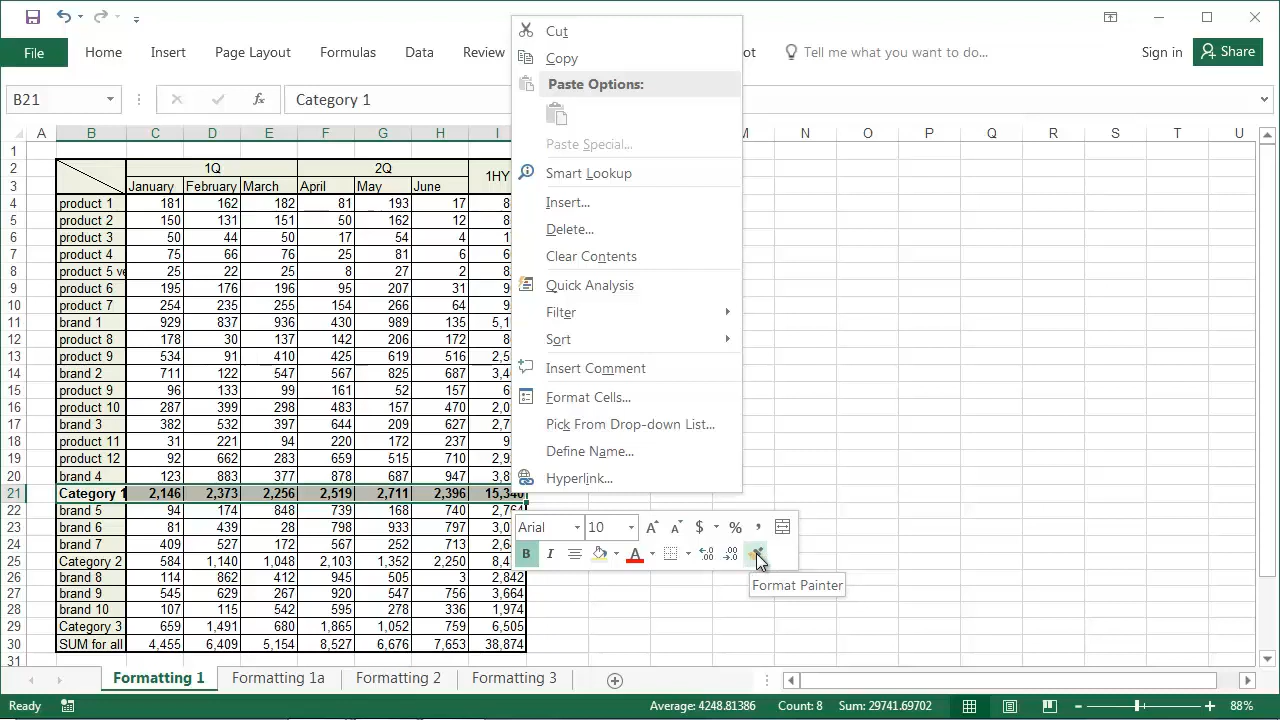 File Home Insert Page Layout Formulas Data Review ot Tell me what you want to do... Sign in Share
B21 fx Category 1
A B C D E F G H I M N O P Q R S T U
1
2 1Q 2Q 1HY
3 January February March April May June
4 product 1 181 162 182 81 193 17 8
5 product 2 150 131 151 50 162 12 8
6 product 3 50 44 50 17 54 4 1
7 product 4 75 66 76 25 81 6 6
8 product 5 ve 25 22 25 8 27 2 8
9 product 6 195 176 196 95 207 31 9
10 product 7 254 235 255 154 266 64 9
11 brand 1 929 837 936 430 989 135 5,1
12 product 8 178 30 137 142 206 172 8
13 product 9 534 91 410 425 619 516 2,5
14 brand 2 711 122 547 567 825 687 3,4
15 product 9 96 133 99 161 52 157 6
16 product 10 287 399 298 483 157 470 2,0
17 brand 3 382 532 397 644 209 627 2,7
18 product 11 31 221 94 220 172 237 9
19 product 12 92 662 283 659 515 710 2,9
20 brand 4 123 883 377 878 687 947 3,8
21 Category 1 2,146 2,373 2,256 2,519 2,711 2,396 15,340
22 brand 5 94 174 848 739 168 740 2,764
23 brand 6 81 439 28 798 933 797 3,0
24 brand 7 409 527 172 567 252 713 2,6
25 Category 2 584 1,140 1,048 2,103 1,352 2,250 8,4
26 brand 8 114 862 412 945 505 3 2,842
27 brand 9 545 629 267 920 547 756 3,664
28 brand 10 107 115 542 595 278 336 1,974
29 Category 3 659 1,491 680 1,865 1,052 759 6,505
30 SUM for all 4,455 6,409 5,154 8,527 6,676 7,653 38,874
31
Cut
Copy
Paste Options:
Paste Special...
Smart Lookup
Insert...
Delete...
Clear Contents
Quick Analysis
Filter
Sort
Insert Comment
Format Cells...
Pick From Drop-down List...
Define Name...
Hyperlink...
Arial 10 A A $ % ,
B I A .00
Format Painter
Formatting 1 Formatting 1a Formatting 2 Formatting 3
Ready Average: 4248.81386 Count: 8 Sum: 29741.69702 88%